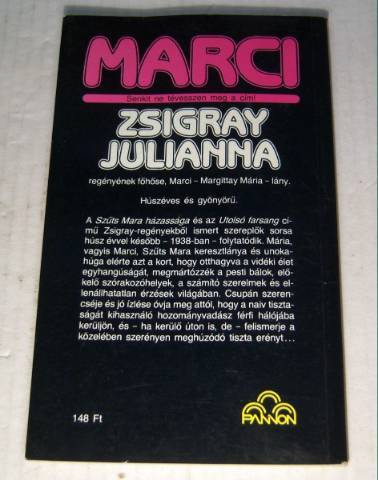 MARCI
Senkit ne tévesszen meg a cím!
ZSIGRAY
JULIANNA
regényének főhőse, Marci – Margittay Mária – lány.
Húszéves és gyönyörű.
A Szűts Mara házassága és az Utolsó farsang cí-
mű Zsigray-regényekből ismert szereplők sorsa
húsz évvel később – 1938-ban – folytatódik. Mária,
vagyis Marci, Szűts Mara keresztlánya és unoka-
húga elérte azt a kort, hogy otthagyva a vidéki élet
egyhangúságát, megmártózzék a pesti bálok, elő-
kelő szórakozóhelyek, a számító szerelmek és el-
lenállhatatlan érzések világában. Csupán szeren-
cséje és jó ízlése óvja meg attól, hogy a naiv tiszta-
ságát kihasználó hozományvadász férfi hálójába
kerüljön, és – ha kerülő úton is, de – felismerje a
közelében szerényen meghúzódó tiszta erényt...
148 Ft
PANNON